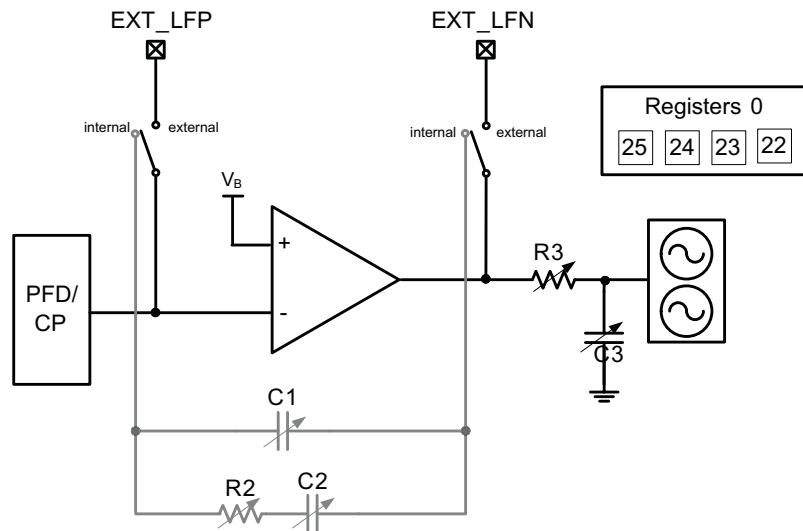 EXT_LFP
EXT_LFN
internal
external
internal
external
Registers 0
25 24 23 22
VB
+
-
PFD/
CP
R3
C3
C1
R2
C2